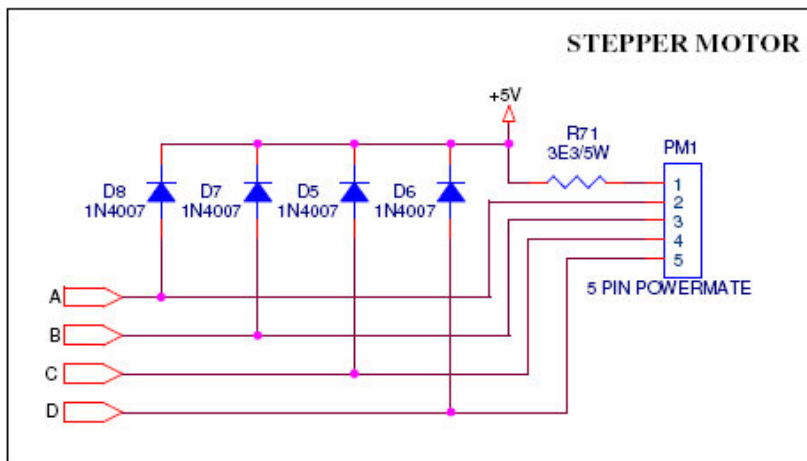 STEPPER MOTOR
+5V
R71
3E3/5W
PM1
D8
1N4007
D7
1N4007
D5
1N4007
D6
1N4007
1
2
3
4
5
5 PIN POWERMATE
A
B
C
D